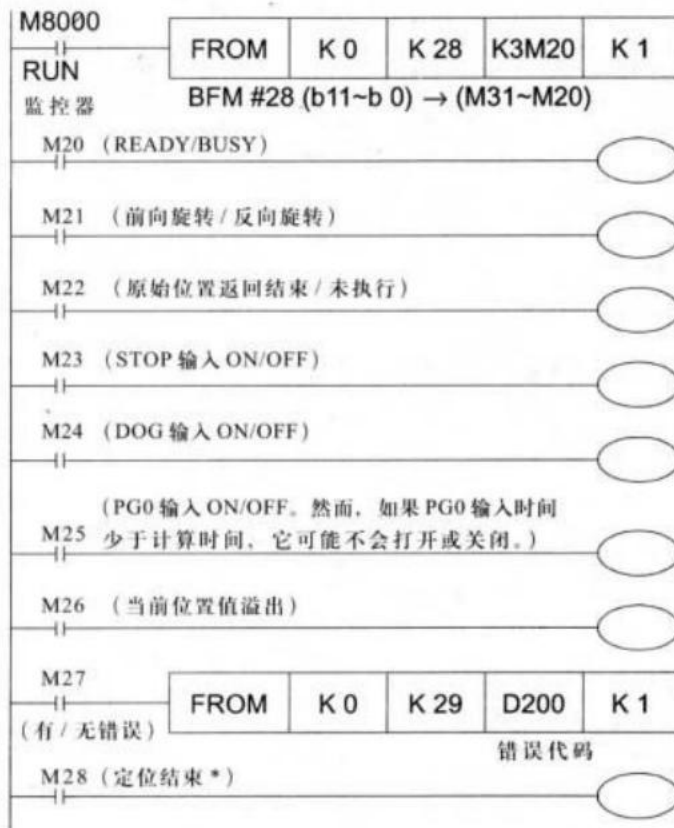 M8000
RUN
监控器
FROM K 0 K 28 K3M20 K 1
BFM #28 (b11~b 0) → (M31~M20)
M20 (READY/BUSY)
M21 (前向旋转/反向旋转)
M22 (原始位置返回结束/未执行)
M23 (STOP 输入 ON/OFF)
M24 (DOG 输入 ON/OFF)
(PG0 输入 ON/OFF。然而，如果 PG0 输入时间
M25 少于计算时间、它可能不会打开或关闭。)
M26 (当前位置值溢出)
M27
(有/无错误)
FROM K 0 K 29 D200 K 1
错误代码
M28 (定位结束 *)